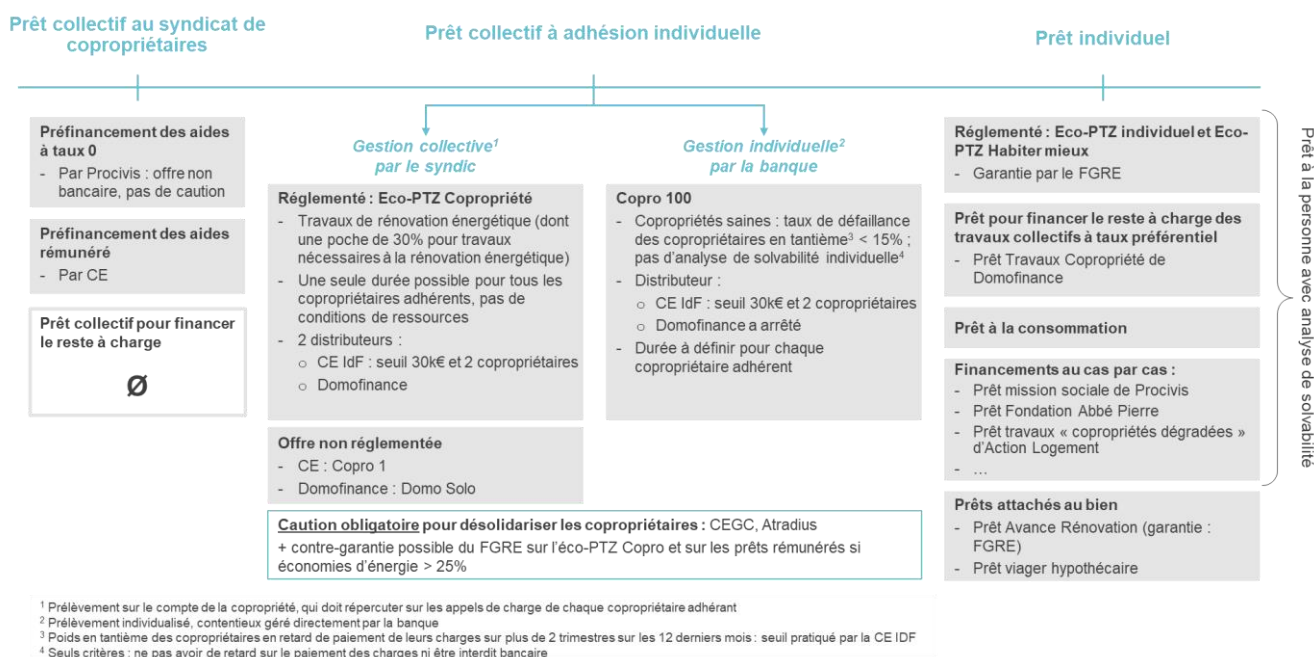 Prêt collectif au syndicat de
copropriétaires
Prêt collectif à adhésion individuelle
Prêt individuel
Préfinancement des aides
à taux 0
- Par Procivis : offre non
bancaire, pas de caution
Préfinancement des aides
rémunéré
- Par CE
Prêt collectif pour financer
le reste à charge
Ø
Gestion collective¹
par le syndic
Réglementé : Eco-PTZ Copropriété
- Travaux de rénovation énergétique (dont
une poche de 30% pour travaux
nécessaires à la rénovation énergétique)
- Une seule durée possible pour tous les
copropriétaires adhérents, pas de
conditions de ressources
- 2 distributeurs :
o CE IdF : seuil 30k€ et 2 copropriétaires
o Domofinance
Offre non réglementée
- CE : Copro 1
- Domofinance : Domo Solo
Gestion individuelle²
par la banque
Copro 100
- Copropriétés saines : taux de défaillance
des copropriétaires en tantième³ < 15% ;
pas d'analyse de solvabilité individuelle⁴
- Distributeur :
o CE IdF : seuil 30k€ et 2 copropriétaires
o Domofinance a arrêté
- Durée à définir pour chaque
copropriétaire adhérent
Caution obligatoire pour désolidariser les copropriétaires : CEGC, Atradius
+ contre-garantie possible du FGRE sur l'éco-PTZ Copro et sur les prêts rémunérés si
économies d'énergie > 25%
Réglementé : Eco-PTZ individuel et Eco-
PTZ Habiter mieux
- Garantie par le FGRE
Prêt pour financer le reste à charge des
travaux collectifs à taux préférentiel
- Prêt Travaux Copropriété de
Domofinance
Prêt à la consommation
Financements au cas par cas :
- Prêt mission sociale de Procivis
- Prêt Fondation Abbé Pierre
- Prêt travaux « copropriétés dégradées »
d'Action Logement
- …
Prêts attachés au bien
- Prêt Avance Rénovation (garantie :
FGRE)
- Prêt viager hypothécaire
Prêt à la personne avec analyse de solvabilité
¹ Prélèvement sur le compte de la copropriété, qui doit répercuter sur les appels de charge de chaque copropriétaire adhérant
² Prélèvement individualisé, contentieux géré directement par la banque
³ Poids en tantième des copropriétaires en retard de paiement de leurs charges sur plus de 2 trimestres sur les 12 derniers mois : seuil pratiqué par la CE IDF
⁴ Seuls critères : ne pas avoir de retard sur le paiement des charges ni être interdit bancaire